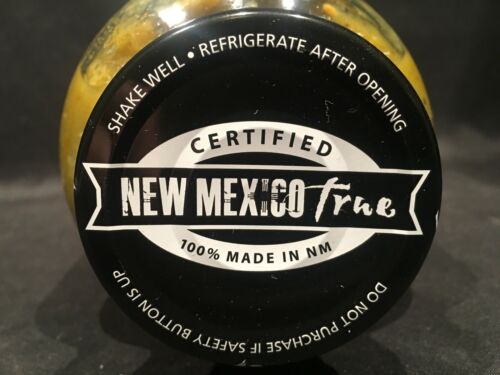 SHAKE WELL • REFRIGERATE AFTER OPENING
CERTIFIED
NEW MEXICO True
100% MADE IN NM
DO NOT PURCHASE IF SAFETY BUTTON IS UP